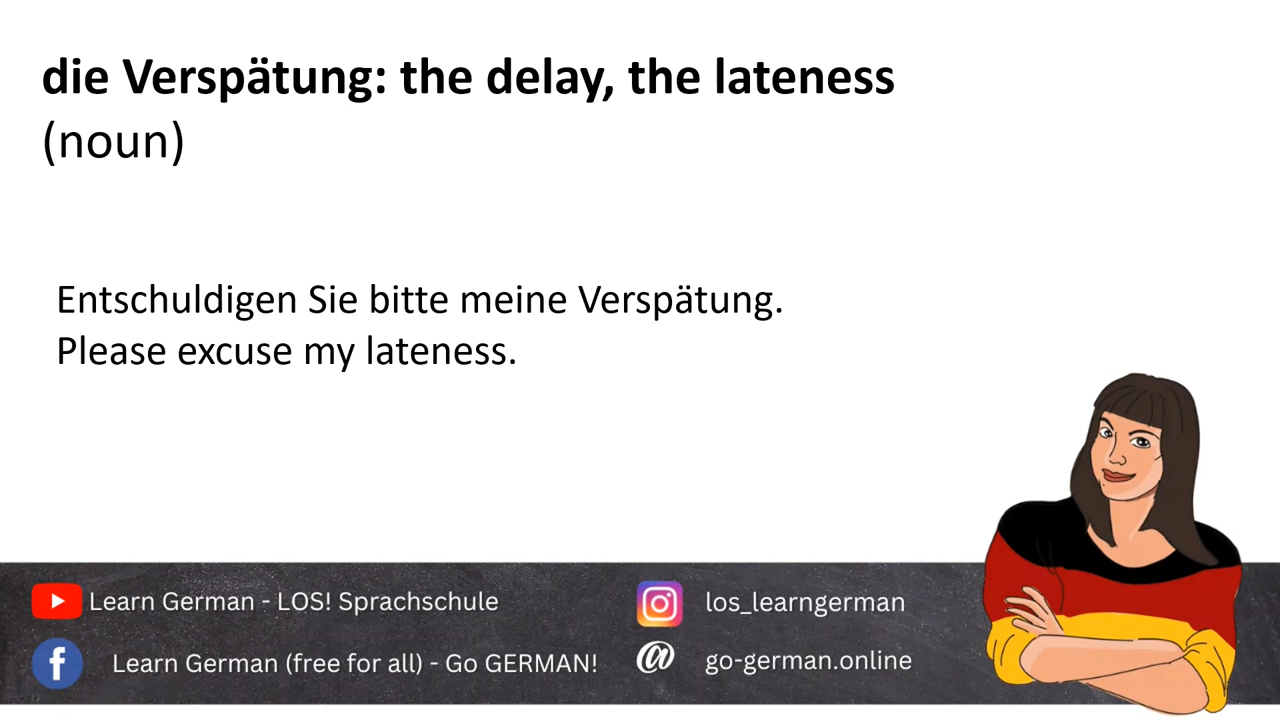 die Verspätung: the delay, the lateness
(noun)
Entschuldigen Sie bitte meine Verspätung.
Please excuse my lateness.
Learn German - LOS! Sprachschule
los_learngerman
Learn German (free for all) - Go GERMAN!
@ go-german.online